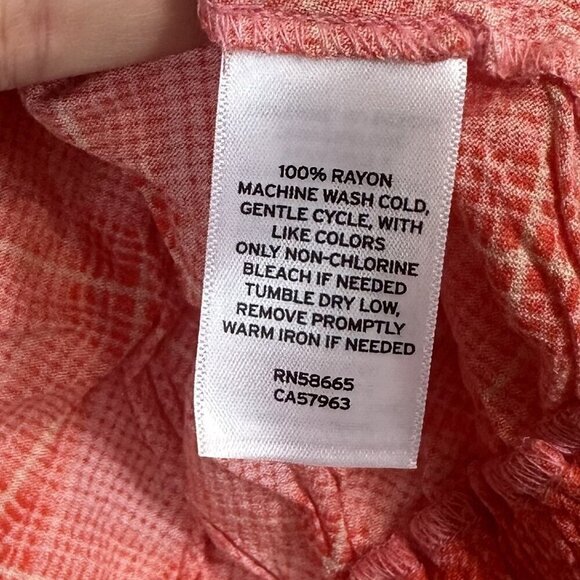 100% RAYON
MACHINE WASH COLD,
GENTLE CYCLE, WITH
LIKE COLORS
ONLY NON-CHLORINE
BLEACH IF NEEDED
TUMBLE DRY LOW,
REMOVE PROMPTLY
WARM IRON IF NEEDED
RN58665
CA57963